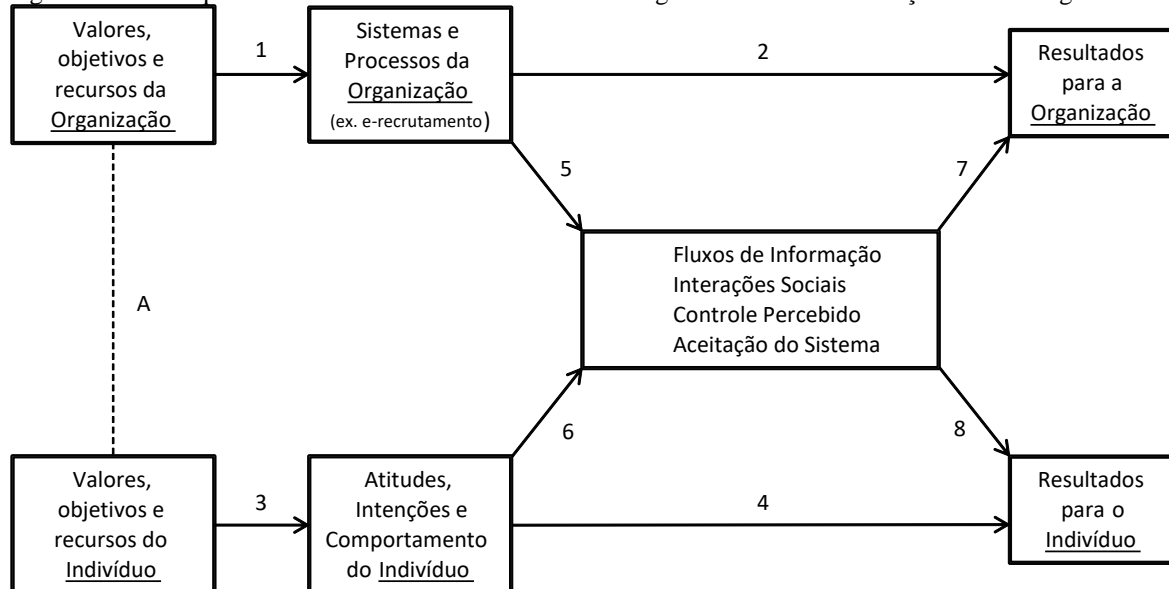 Valores,
objetivos e
recursos da
Organização
1
Sistemas e
Processos da
Organização
(ex. e-recrutamento)
2
Resultados
para a
Organização
5
7
A
Fluxos de Informação
Interações Sociais
Controle Percebido
Aceitação do Sistema
6
8
Valores,
objetivos e
recursos do
Indivíduo
3
Atitudes,
Intenções e
Comportamento
do Indivíduo
4
Resultados
para o
Indivíduo